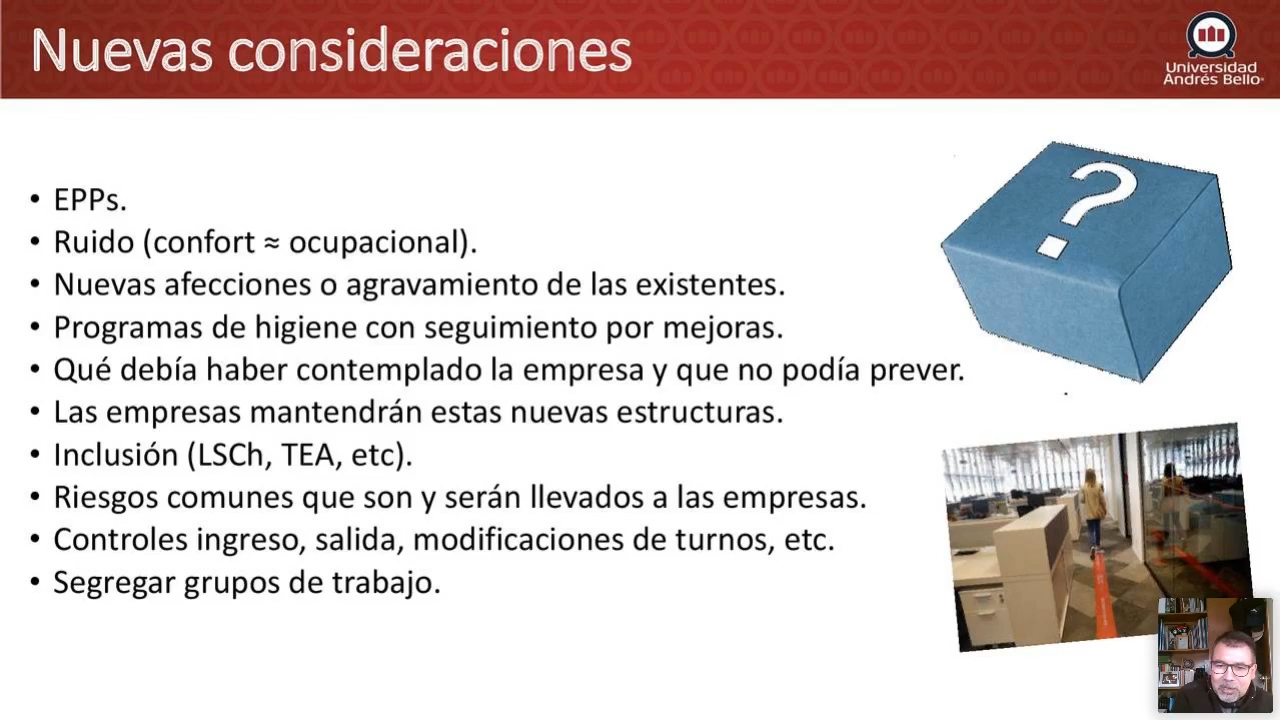 Nuevas consideraciones
Universidad
Andrés Bello
• EPPs.
• Ruido (confort ≈ ocupacional).
• Nuevas afecciones o agravamiento de las existentes.
• Programas de higiene con seguimiento por mejoras.
• Qué debía haber contemplado la empresa y que no podía prever.
• Las empresas mantendrán estas nuevas estructuras.
• Inclusión (LSCh, TEA, etc).
• Riesgos comunes que son y serán llevados a las empresas.
• Controles ingreso, salida, modificaciones de turnos, etc.
• Segregar grupos de trabajo.
?